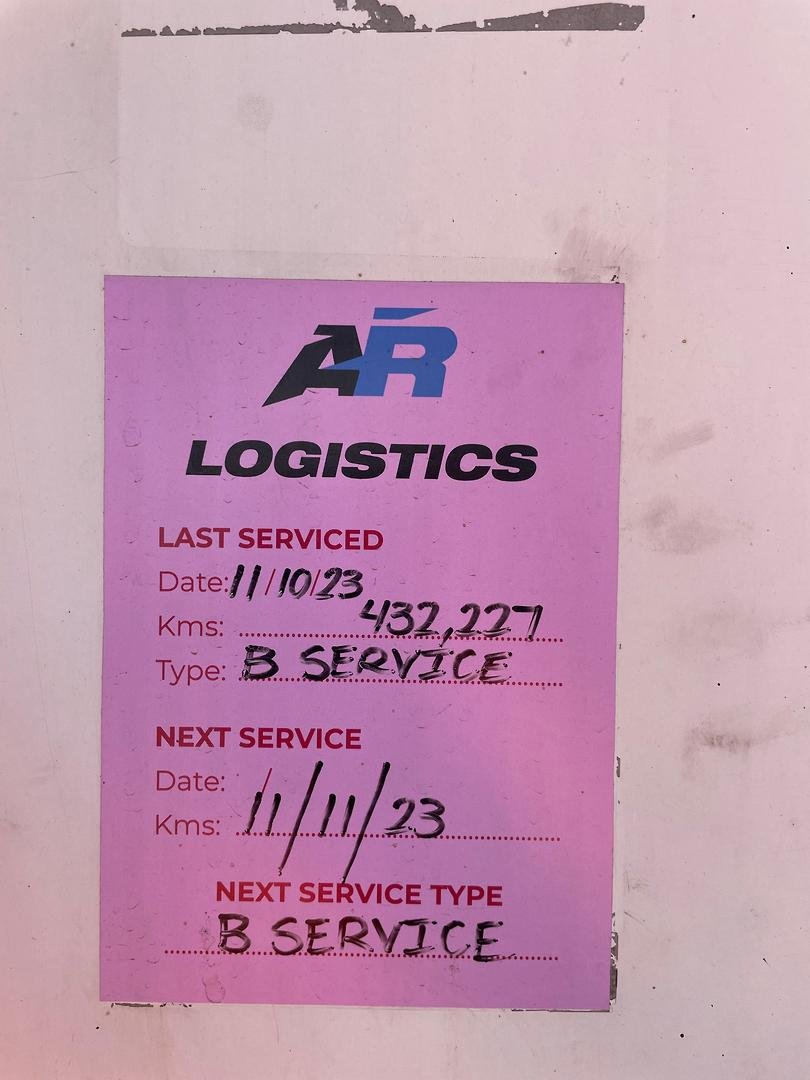 AR
LOGISTICS
LAST SERVICED
Date: 11/10/23
Kms: 432,227
Type: B SERVICE
NEXT SERVICE
Date: /
Kms: 11/11/23
NEXT SERVICE TYPE
B SERVICE